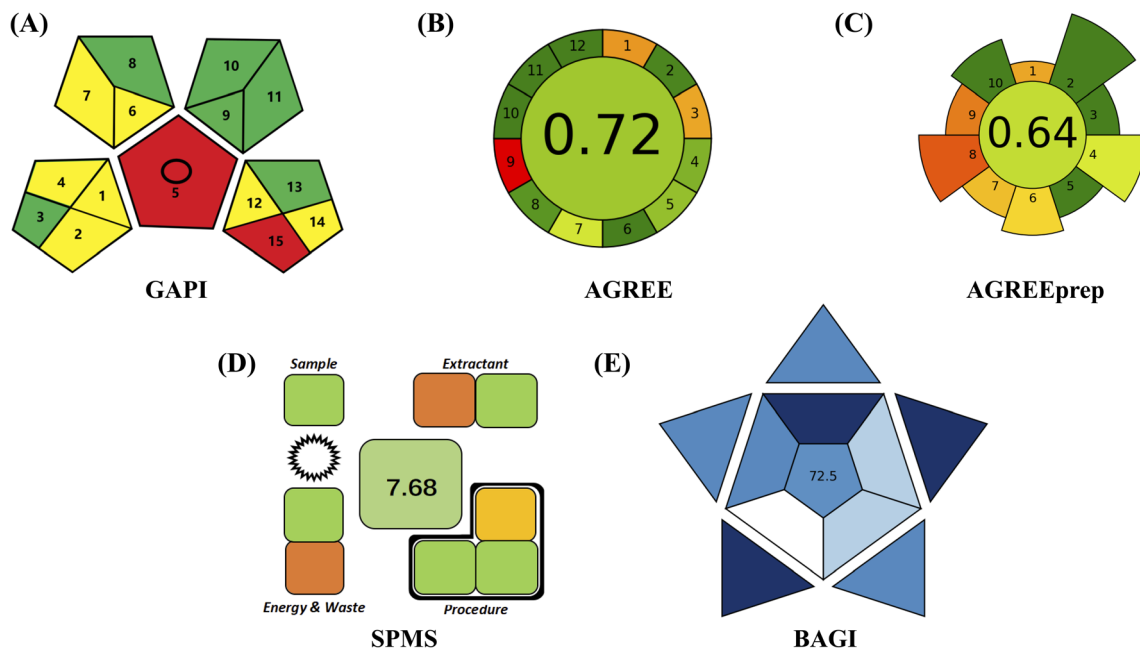 (A)
8
7
6
10
11
9
5
4
1
3
2
13
12
14
15
GAPI
(B)
12
1
11
2
10
3
0.72
9
4
8
5
7
6
AGREE
(C)
1
10
2
9
3
0.64
8
4
7
5
6
AGREEprep
(D)
Sample
Extractant
7.68
Energy & Waste
Procedure
SPMS
(E)
72.5
BAGI